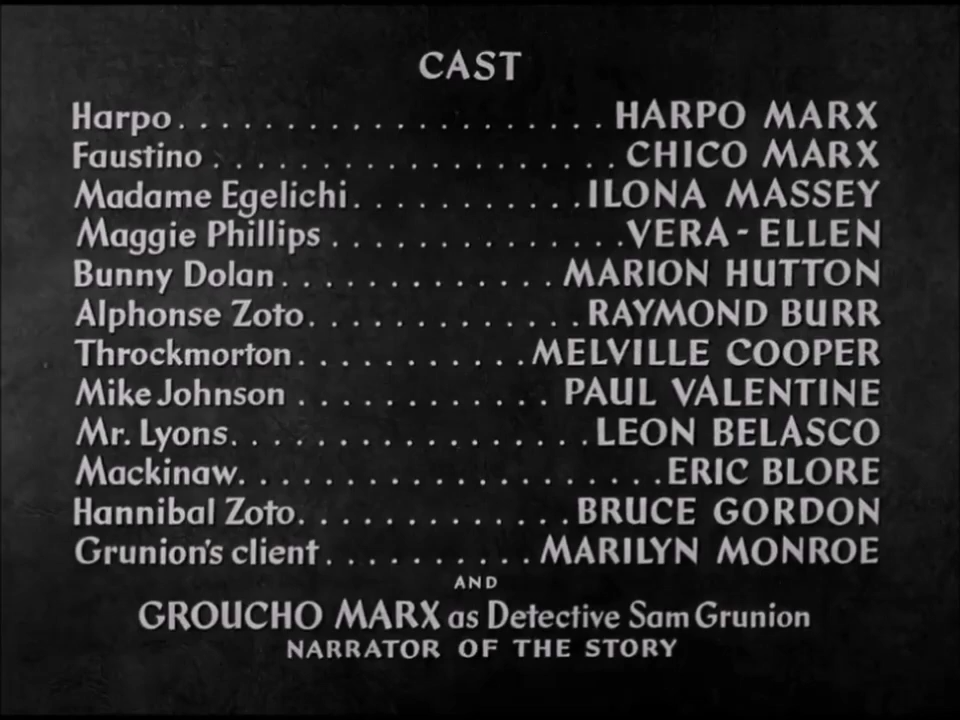 CAST
Harpo. . . . . . . . . . . . . . . . . . . . . . . . HARPO MARX
Faustino . . . . . . . . . . . . . . . . . . . . . . . CHICO MARX
Madame Egelichi. . . . . . . . . . . . .ILONA MASSEY
Maggie Phillips . . . . . . . . . . . . . . . .VERA-ELLEN
Bunny Dolan. . . . . . . . . . . . . . . MARION HUTTON
Alphonse Zoto. . . . . . . . . . . . . . .RAYMOND BURR
Throckmorton. . . . . . . . . . . . .MELVILLE COOPER
Mike Johnson . . . . . . . . . . . . . . PAUL VALENTINE
Mr. Lyons. . . . . . . . . . . . . . . . . . . .LEON BELASCO
Mackinaw. . . . . . . . . . . . . . . . . . . . . . . .ERIC BLORE
Hannibal Zoto. . . . . . . . . . . . . . .BRUCE GORDON
Grunion's client . . . . . . . . . . . MARILYN MONROE
AND
GROUCHO MARX as Detective Sam Grunion
NARRATOR OF THE STORY